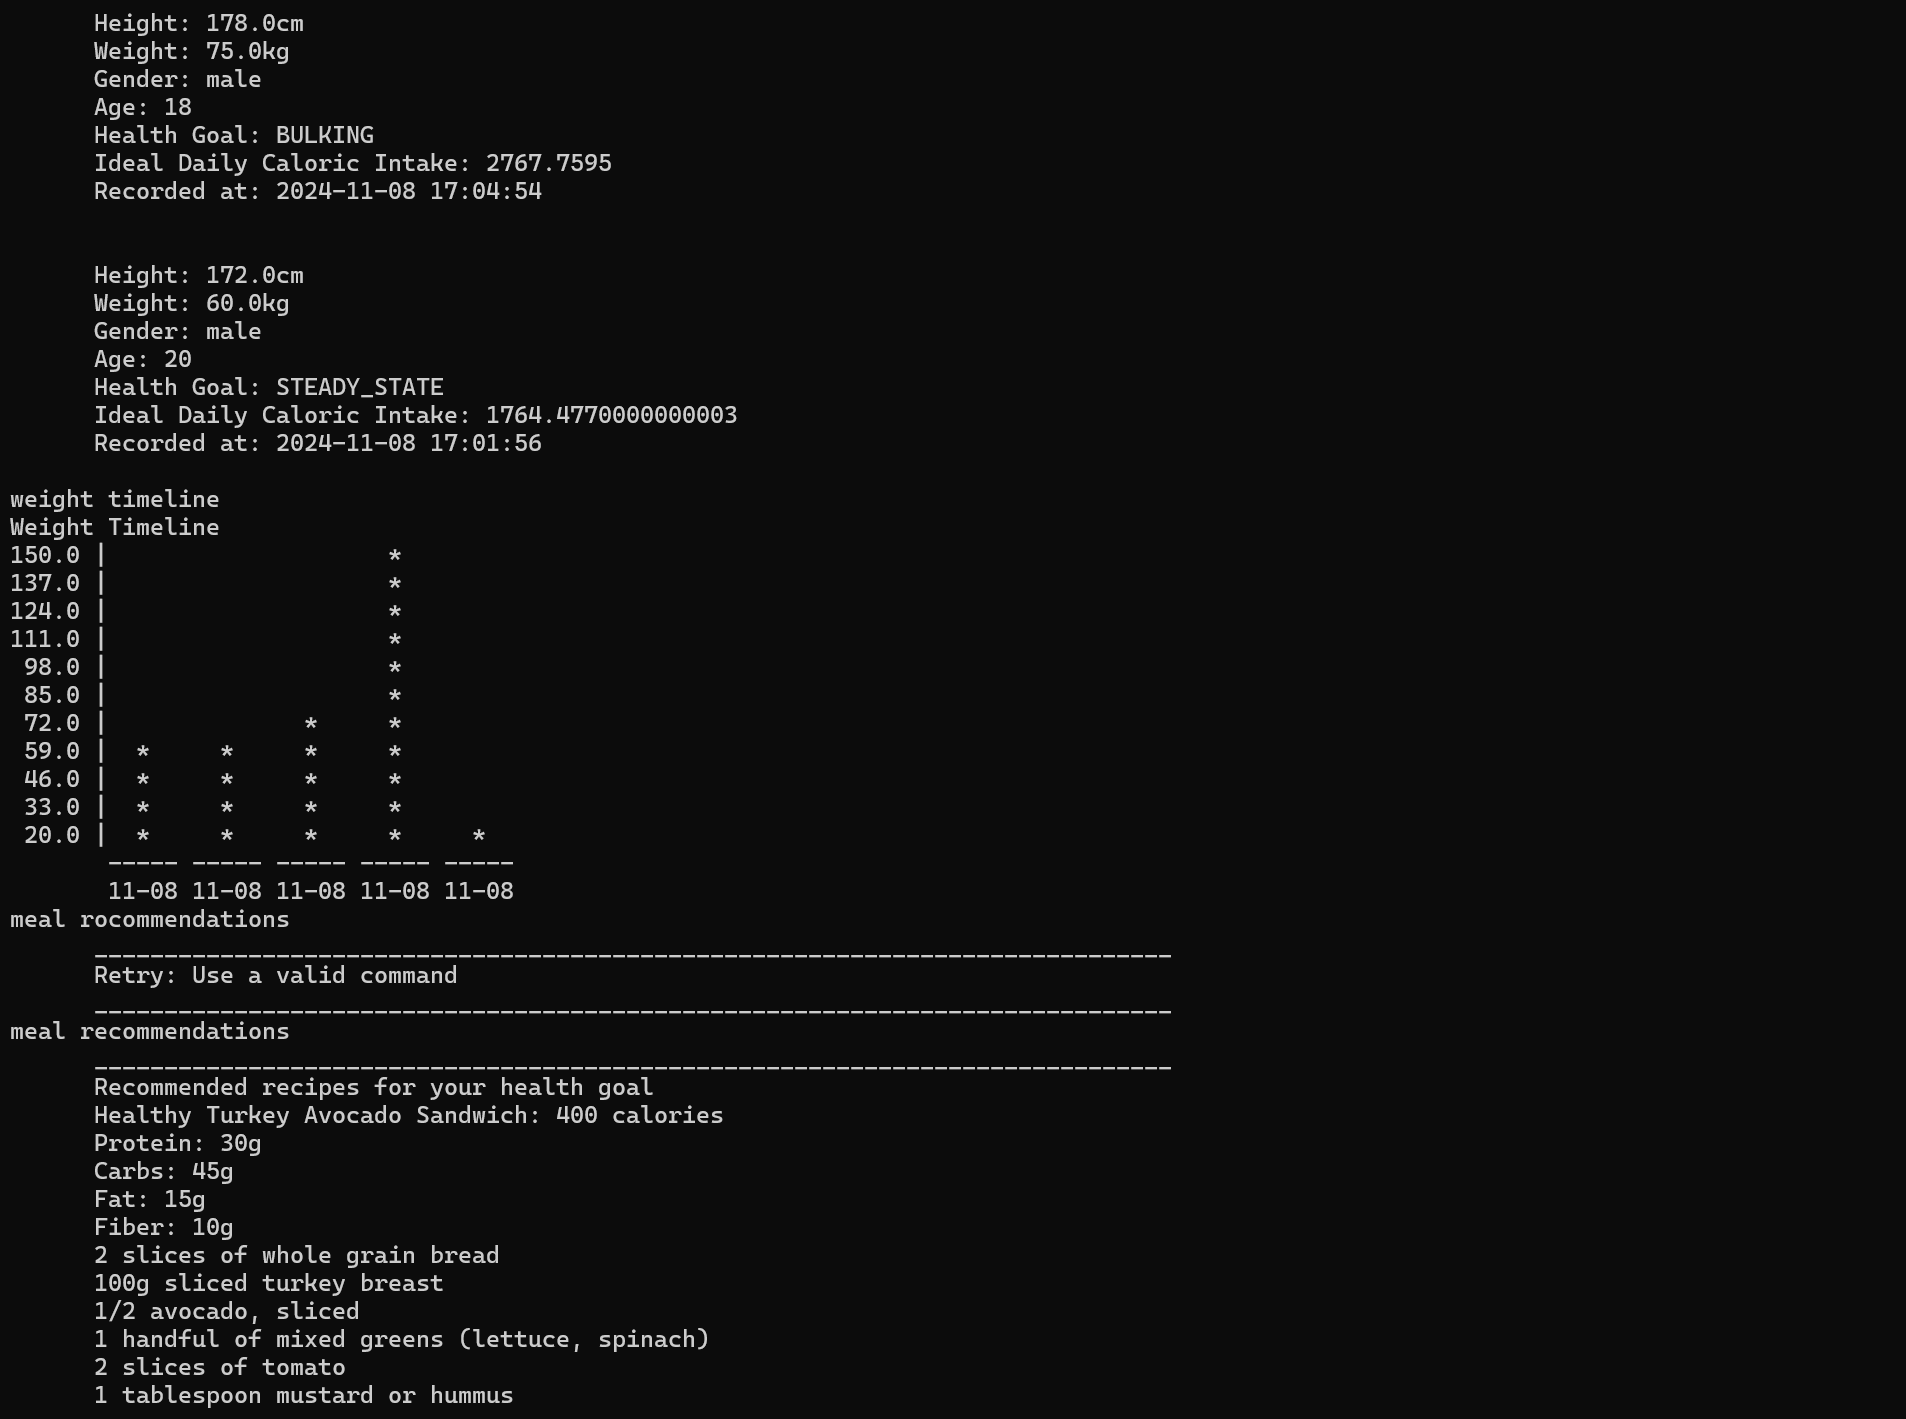 Height: 178.0cm
Weight: 75.0kg
Gender: male
Age: 18
Health Goal: BULKING
Ideal Daily Caloric Intake: 2767.7595
Recorded at: 2024-11-08 17:04:54
Height: 172.0cm
Weight: 60.0kg
Gender: male
Age: 20
Health Goal: STEADY_STATE
Ideal Daily Caloric Intake: 1764.4770000000003
Recorded at: 2024-11-08 17:01:56
weight timeline
Weight Timeline
150.0 |                    *
137.0 |                    *
124.0 |                    *
111.0 |                    *
 98.0 |                    *
 85.0 |                    *
 72.0 |              *     *
 59.0 |  *     *     *     *
 46.0 |  *     *     *     *
 33.0 |  *     *     *     *
 20.0 |  *     *     *     *     *
       ----- ----- ----- ----- -----
       11-08 11-08 11-08 11-08 11-08
meal rocommendations
_____________________________________________________________________________
Retry: Use a valid command
_____________________________________________________________________________
meal recommendations
_____________________________________________________________________________
Recommended recipes for your health goal
Healthy Turkey Avocado Sandwich: 400 calories
Protein: 30g
Carbs: 45g
Fat: 15g
Fiber: 10g
2 slices of whole grain bread
100g sliced turkey breast
1/2 avocado, sliced
1 handful of mixed greens (lettuce, spinach)
2 slices of tomato
1 tablespoon mustard or hummus